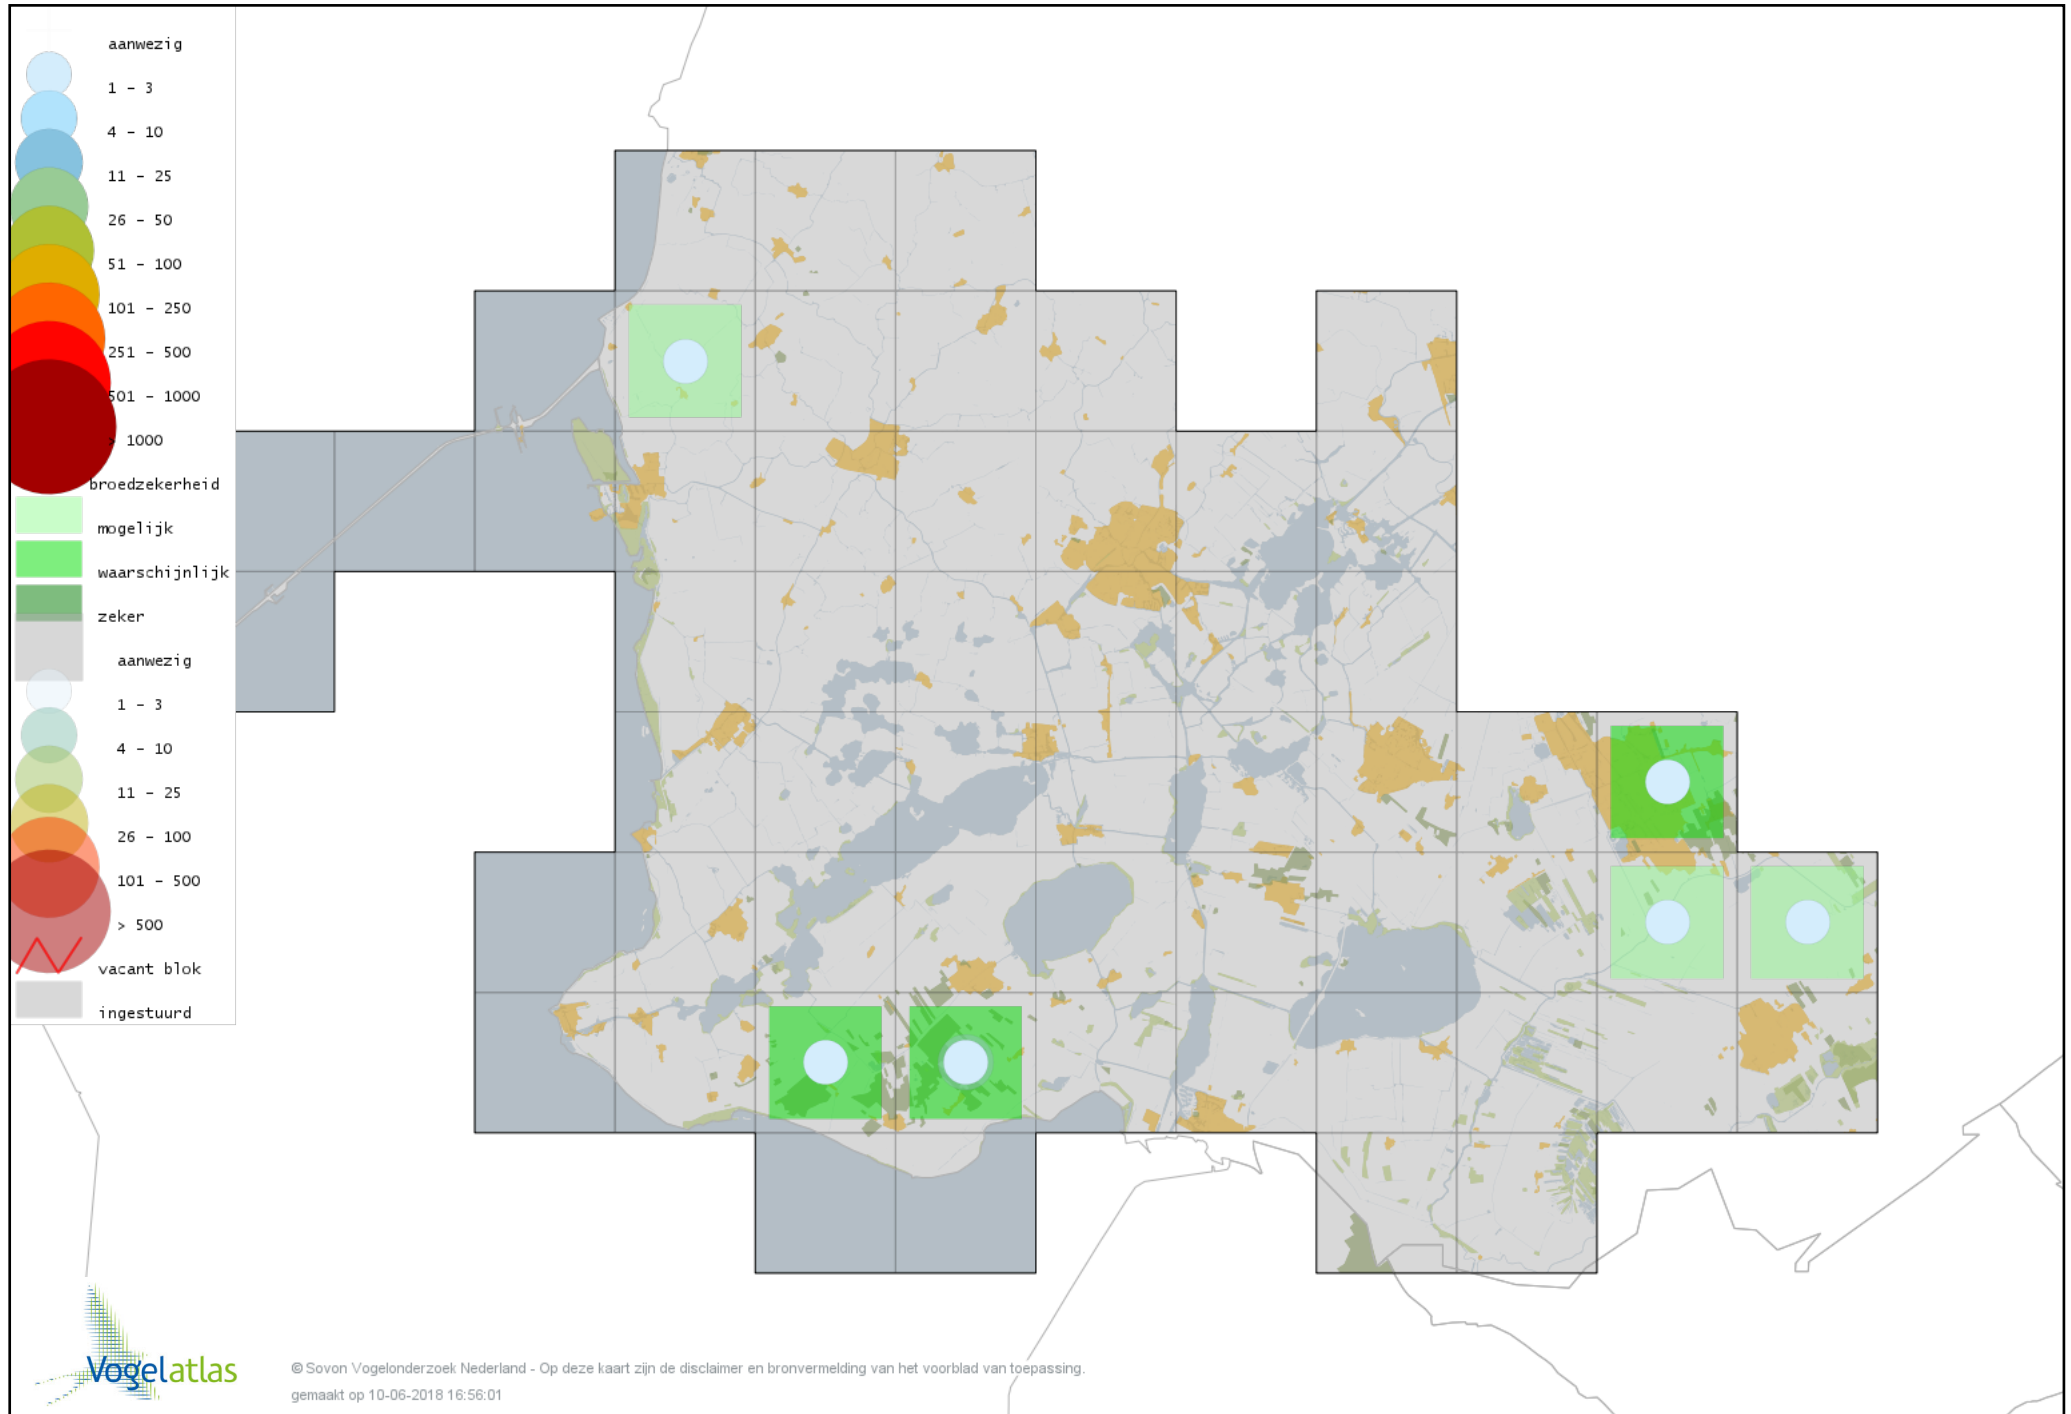 aanwezig
1 - 3
4 - 10
11 - 25
26 - 50
51 - 100
101 - 250
251 - 500
501 - 1000
> 1000
broedzekerheid
mogelijk
waarschijnlijk
zeker
aanwezig
1 - 3
4 - 10
11 - 25
26 - 100
101 - 500
> 500
vacant blok
ingestuurd
Vogelatlas
© Sovon Vogelonderzoek Nederland - Op deze kaart zijn de disclaimer en bronvermelding van het voorblad van toepassing.
gemaakt op 10-06-2018 16:56:01